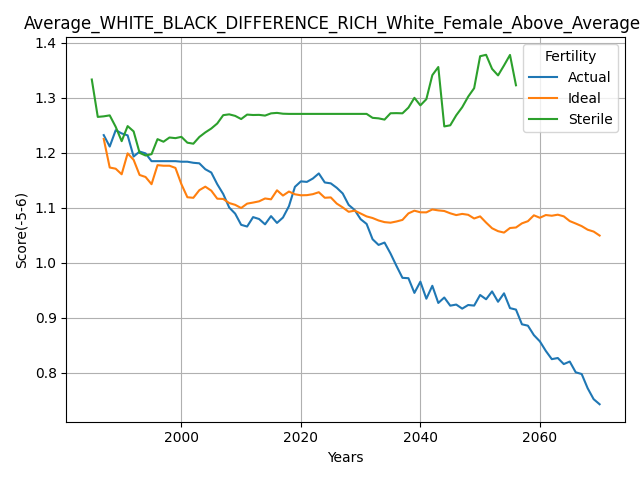 Average_WHITE_BLACK_DIFFERENCE_RICH_White_Female_Above_Average
1.4
1.3
1.2
1.1
1.0
0.9
0.8
Score(-5-6)
Fertility
Actual
Ideal
Sterile
2000
2020
2040
2060
Years